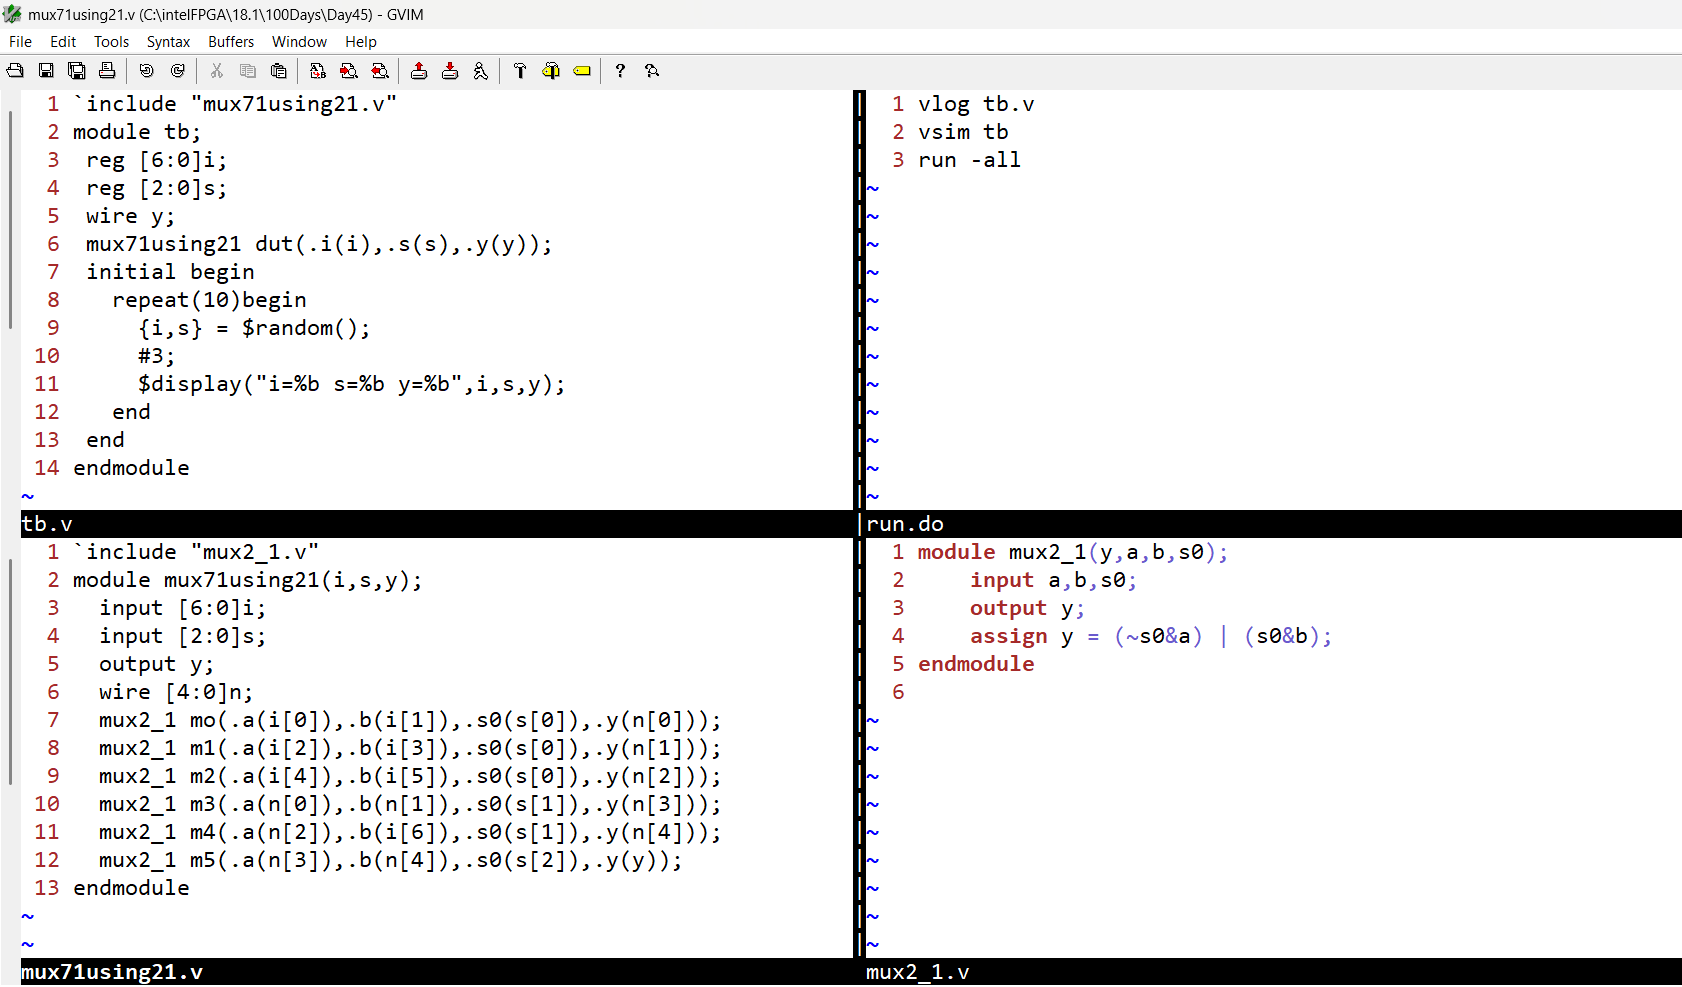 mux71using21.v (C:\intelFPGA\18.1\100Days\Day45) - GVIM
File Edit Tools Syntax Buffers Window Help
1 `include "mux71using21.v"
2 module tb;
3 reg [6:0]i;
4 reg [2:0]s;
5 wire y;
6 mux71using21 dut(.i(i),.s(s),.y(y));
7 initial begin
8 repeat(10)begin
9 {i,s} = $random();
10 #3;
11 $display("i=%b s=%b y=%b",i,s,y);
12 end
13 end
14 endmodule
~
tb.v
1 vlog tb.v
2 vsim tb
3 run -all
~
~
~
~
~
~
~
~
~
~
~
~
run.do
1 `include "mux2_1.v"
2 module mux71using21(i,s,y);
3 input [6:0]i;
4 input [2:0]s;
5 output y;
6 wire [4:0]n;
7 mux2_1 mo(.a(i[0]),.b(i[1]),.s0(s[0]),.y(n[0]));
8 mux2_1 m1(.a(i[2]),.b(i[3]),.s0(s[0]),.y(n[1]));
9 mux2_1 m2(.a(i[4]),.b(i[5]),.s0(s[0]),.y(n[2]));
10 mux2_1 m3(.a(n[0]),.b(n[1]),.s0(s[1]),.y(n[3]));
11 mux2_1 m4(.a(n[2]),.b(i[6]),.s0(s[1]),.y(n[4]));
12 mux2_1 m5(.a(n[3]),.b(n[4]),.s0(s[2]),.y(y));
13 endmodule
~
~
mux71using21.v
1 module mux2_1(y,a,b,s0);
2 input a,b,s0;
3 output y;
4 assign y = (~s0&a) | (s0&b);
5 endmodule
6
~
~
~
~
~
~
~
~
~
mux2_1.v